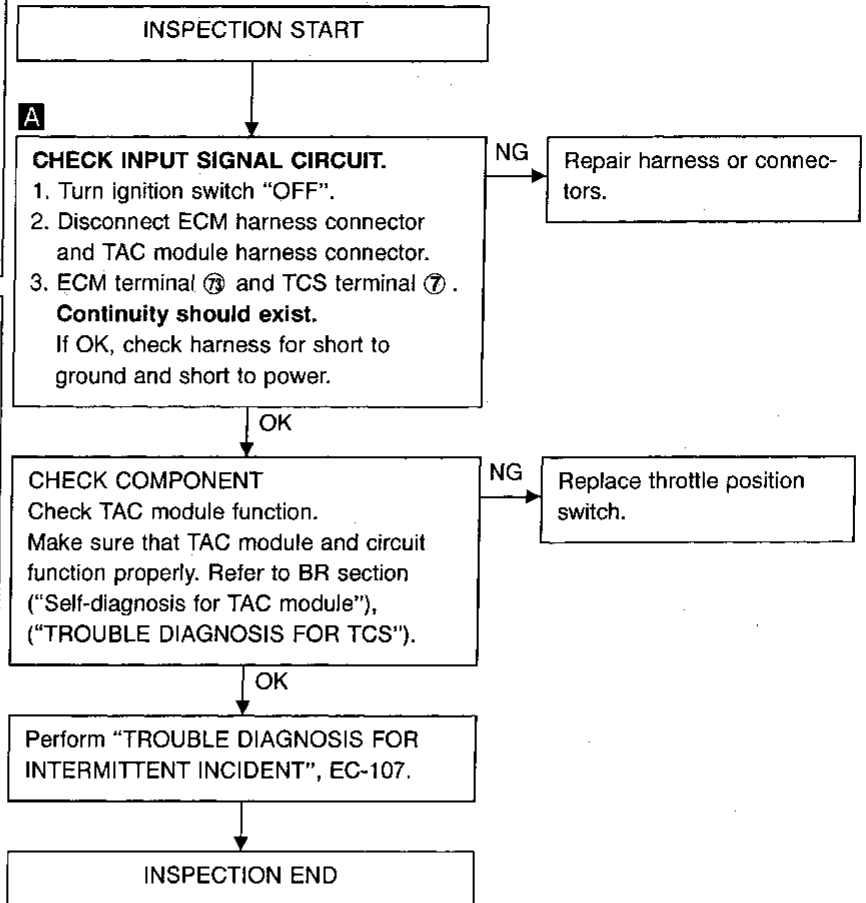 INSPECTION START
A
CHECK INPUT SIGNAL CIRCUIT.
1. Turn ignition switch “OFF”.
2. Disconnect ECM harness connector
and TAC module harness connector.
3. ECM terminal ㊆ and TCS terminal ⑦ .
Continuity should exist.
If OK, check harness for short to
ground and short to power.
NG
Repair harness or connec-
tors.
OK
CHECK COMPONENT
Check TAC module function.
Make sure that TAC module and circuit
function properly. Refer to BR section
(“Self-diagnosis for TAC module”),
(“TROUBLE DIAGNOSIS FOR TCS”).
NG
Replace throttle position
switch.
OK
Perform “TROUBLE DIAGNOSIS FOR
INTERMITTENT INCIDENT”, EC-107.
INSPECTION END